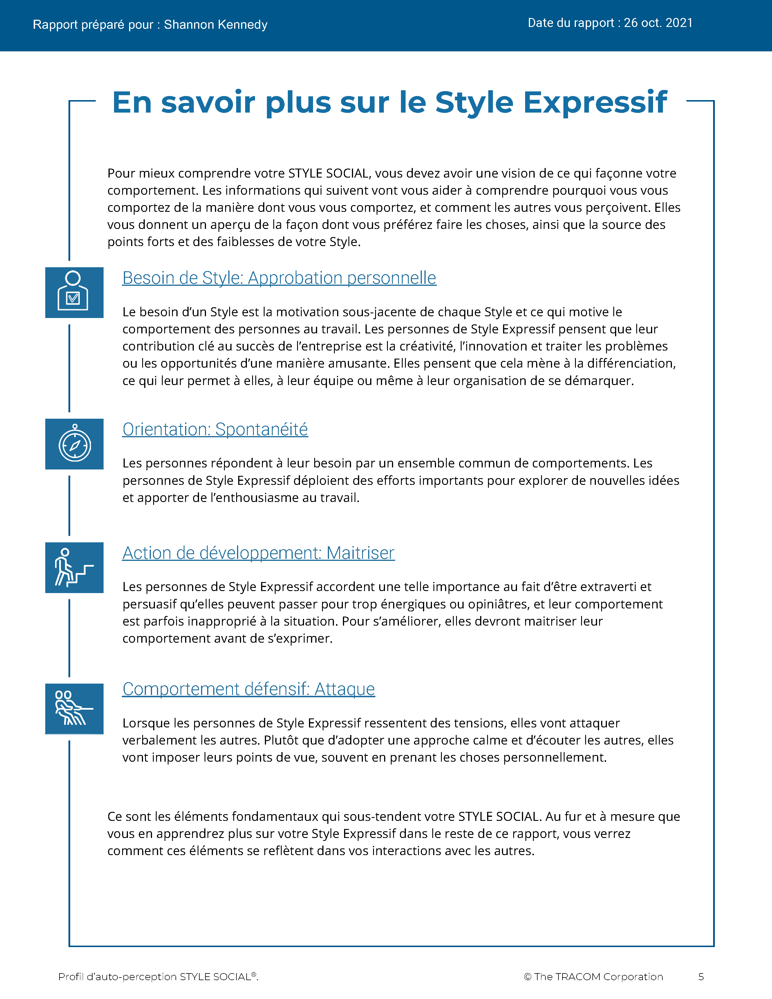 Rapport préparé pour : Shannon Kennedy
Date du rapport : 26 oct. 2021
En savoir plus sur le Style Expressif
Pour mieux comprendre votre STYLE SOCIAL, vous devez avoir une vision de ce qui façonne votre
comportement. Les informations qui suivent vont vous aider à comprendre pourquoi vous vous
comportez de la manière dont vous vous comportez, et comment les autres vous perçoivent. Elles
vous donnent un aperçu de la façon dont vous préférez faire les choses, ainsi que la source des
points forts et des faiblesses de votre Style.
Besoin de Style: Approbation personnelle
Le besoin d’un Style est la motivation sous-jacente de chaque Style et ce qui motive le
comportement des personnes au travail. Les personnes de Style Expressif pensent que leur
contribution clé au succès de l’entreprise est la créativité, l’innovation et traiter les problèmes
ou les opportunités d’une manière amusante. Elles pensent que cela mène à la différenciation,
ce qui leur permet à elles, à leur équipe ou même à leur organisation de se démarquer.
Orientation: Spontanéité
Les personnes répondent à leur besoin par un ensemble commun de comportements. Les
personnes de Style Expressif déploient des efforts importants pour explorer de nouvelles idées
et apporter de l’enthousiasme au travail.
Action de développement: Maitriser
Les personnes de Style Expressif accordent une telle importance au fait d’être extraverti et
persuasif qu’elles peuvent passer pour trop énergiques ou opiniâtres, et leur comportement
est parfois inapproprié à la situation. Pour s’améliorer, elles devront maitriser leur
comportement avant de s’exprimer.
Comportement défensif: Attaque
Lorsque les personnes de Style Expressif ressentent des tensions, elles vont attaquer
verbalement les autres. Plutôt que d’adopter une approche calme et d’écouter les autres, elles
vont imposer leurs points de vue, souvent en prenant les choses personnellement.
Ce sont les éléments fondamentaux qui sous-tendent votre STYLE SOCIAL. Au fur et à mesure que
vous en apprendrez plus sur votre Style Expressif dans le reste de ce rapport, vous verrez
comment ces éléments se reflètent dans vos interactions avec les autres.
Profil d’auto-perception STYLE SOCIAL®.
© The TRACOM Corporation 5